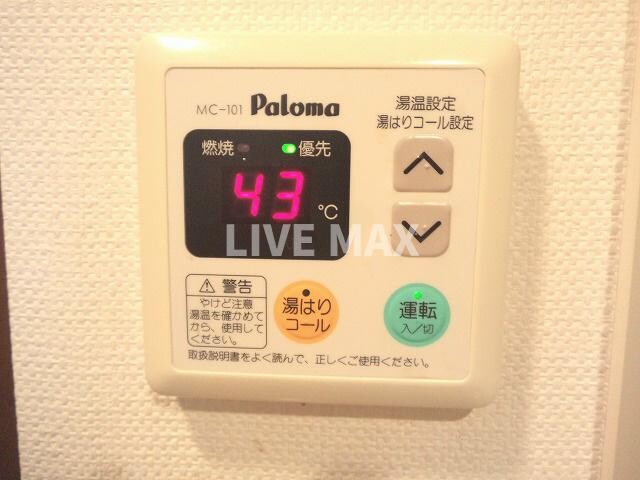 MC-101 Paloma
湯温設定
湯はりコール設定
燃焼 優先
43 ℃
LIVE MAX
⚠ 警告
やけど注意
湯温を確かめて
から、使用して
ください。
湯はり
コール
運転
入/切
取扱説明書をよく読んで、正しくご使用ください。